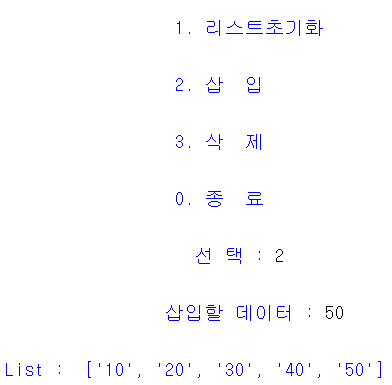 1. 리스트초기화
2. 삽  입
3. 삭  제
0. 종  료
선 택 : 2
삽입할 데이터 : 50
List :  ['10', '20', '30', '40', '50']